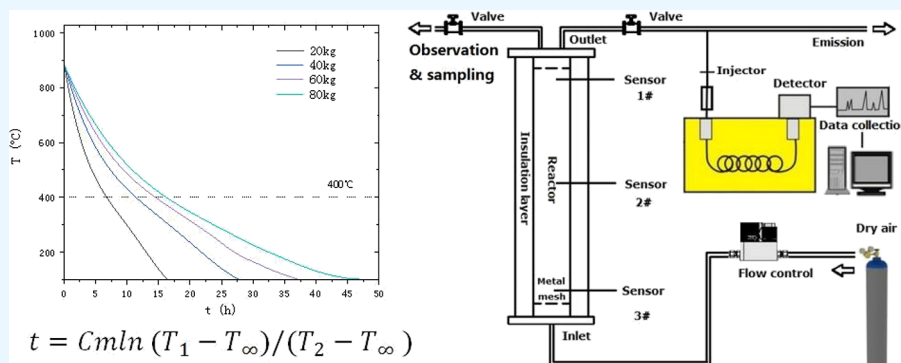 1000
800
600
400
200
T (℃)
20kg
40kg
60kg
80kg
400℃
0 5 10 15 20 25 30 35 40 45 50
t (h)
t = Cmln (T₁ − T∞)/(T₂ − T∞)
Valve
Valve
Observation
& sampling
Outlet
Emission
Sensor
1#
Injector
Detector
Data collectio
Insulation layer
Reactor
Sensor
2#
Dry air
Flow control
Metal
mesh
Sensor
3#
Inlet